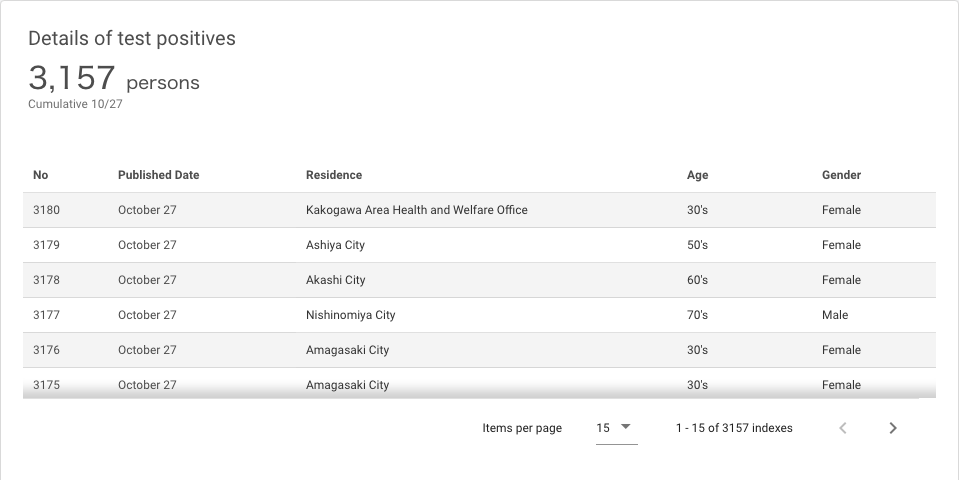 Details of test positives
3,157 persons
Cumulative 10/27
No Published Date Residence Age Gender
3180 October 27 Kakogawa Area Health and Welfare Office 30's Female
3179 October 27 Ashiya City 50's Female
3178 October 27 Akashi City 60's Female
3177 October 27 Nishinomiya City 70's Male
3176 October 27 Amagasaki City 30's Female
3175 October 27 Amagasaki City 30's Female
Items per page 15 1 - 15 of 3157 indexes